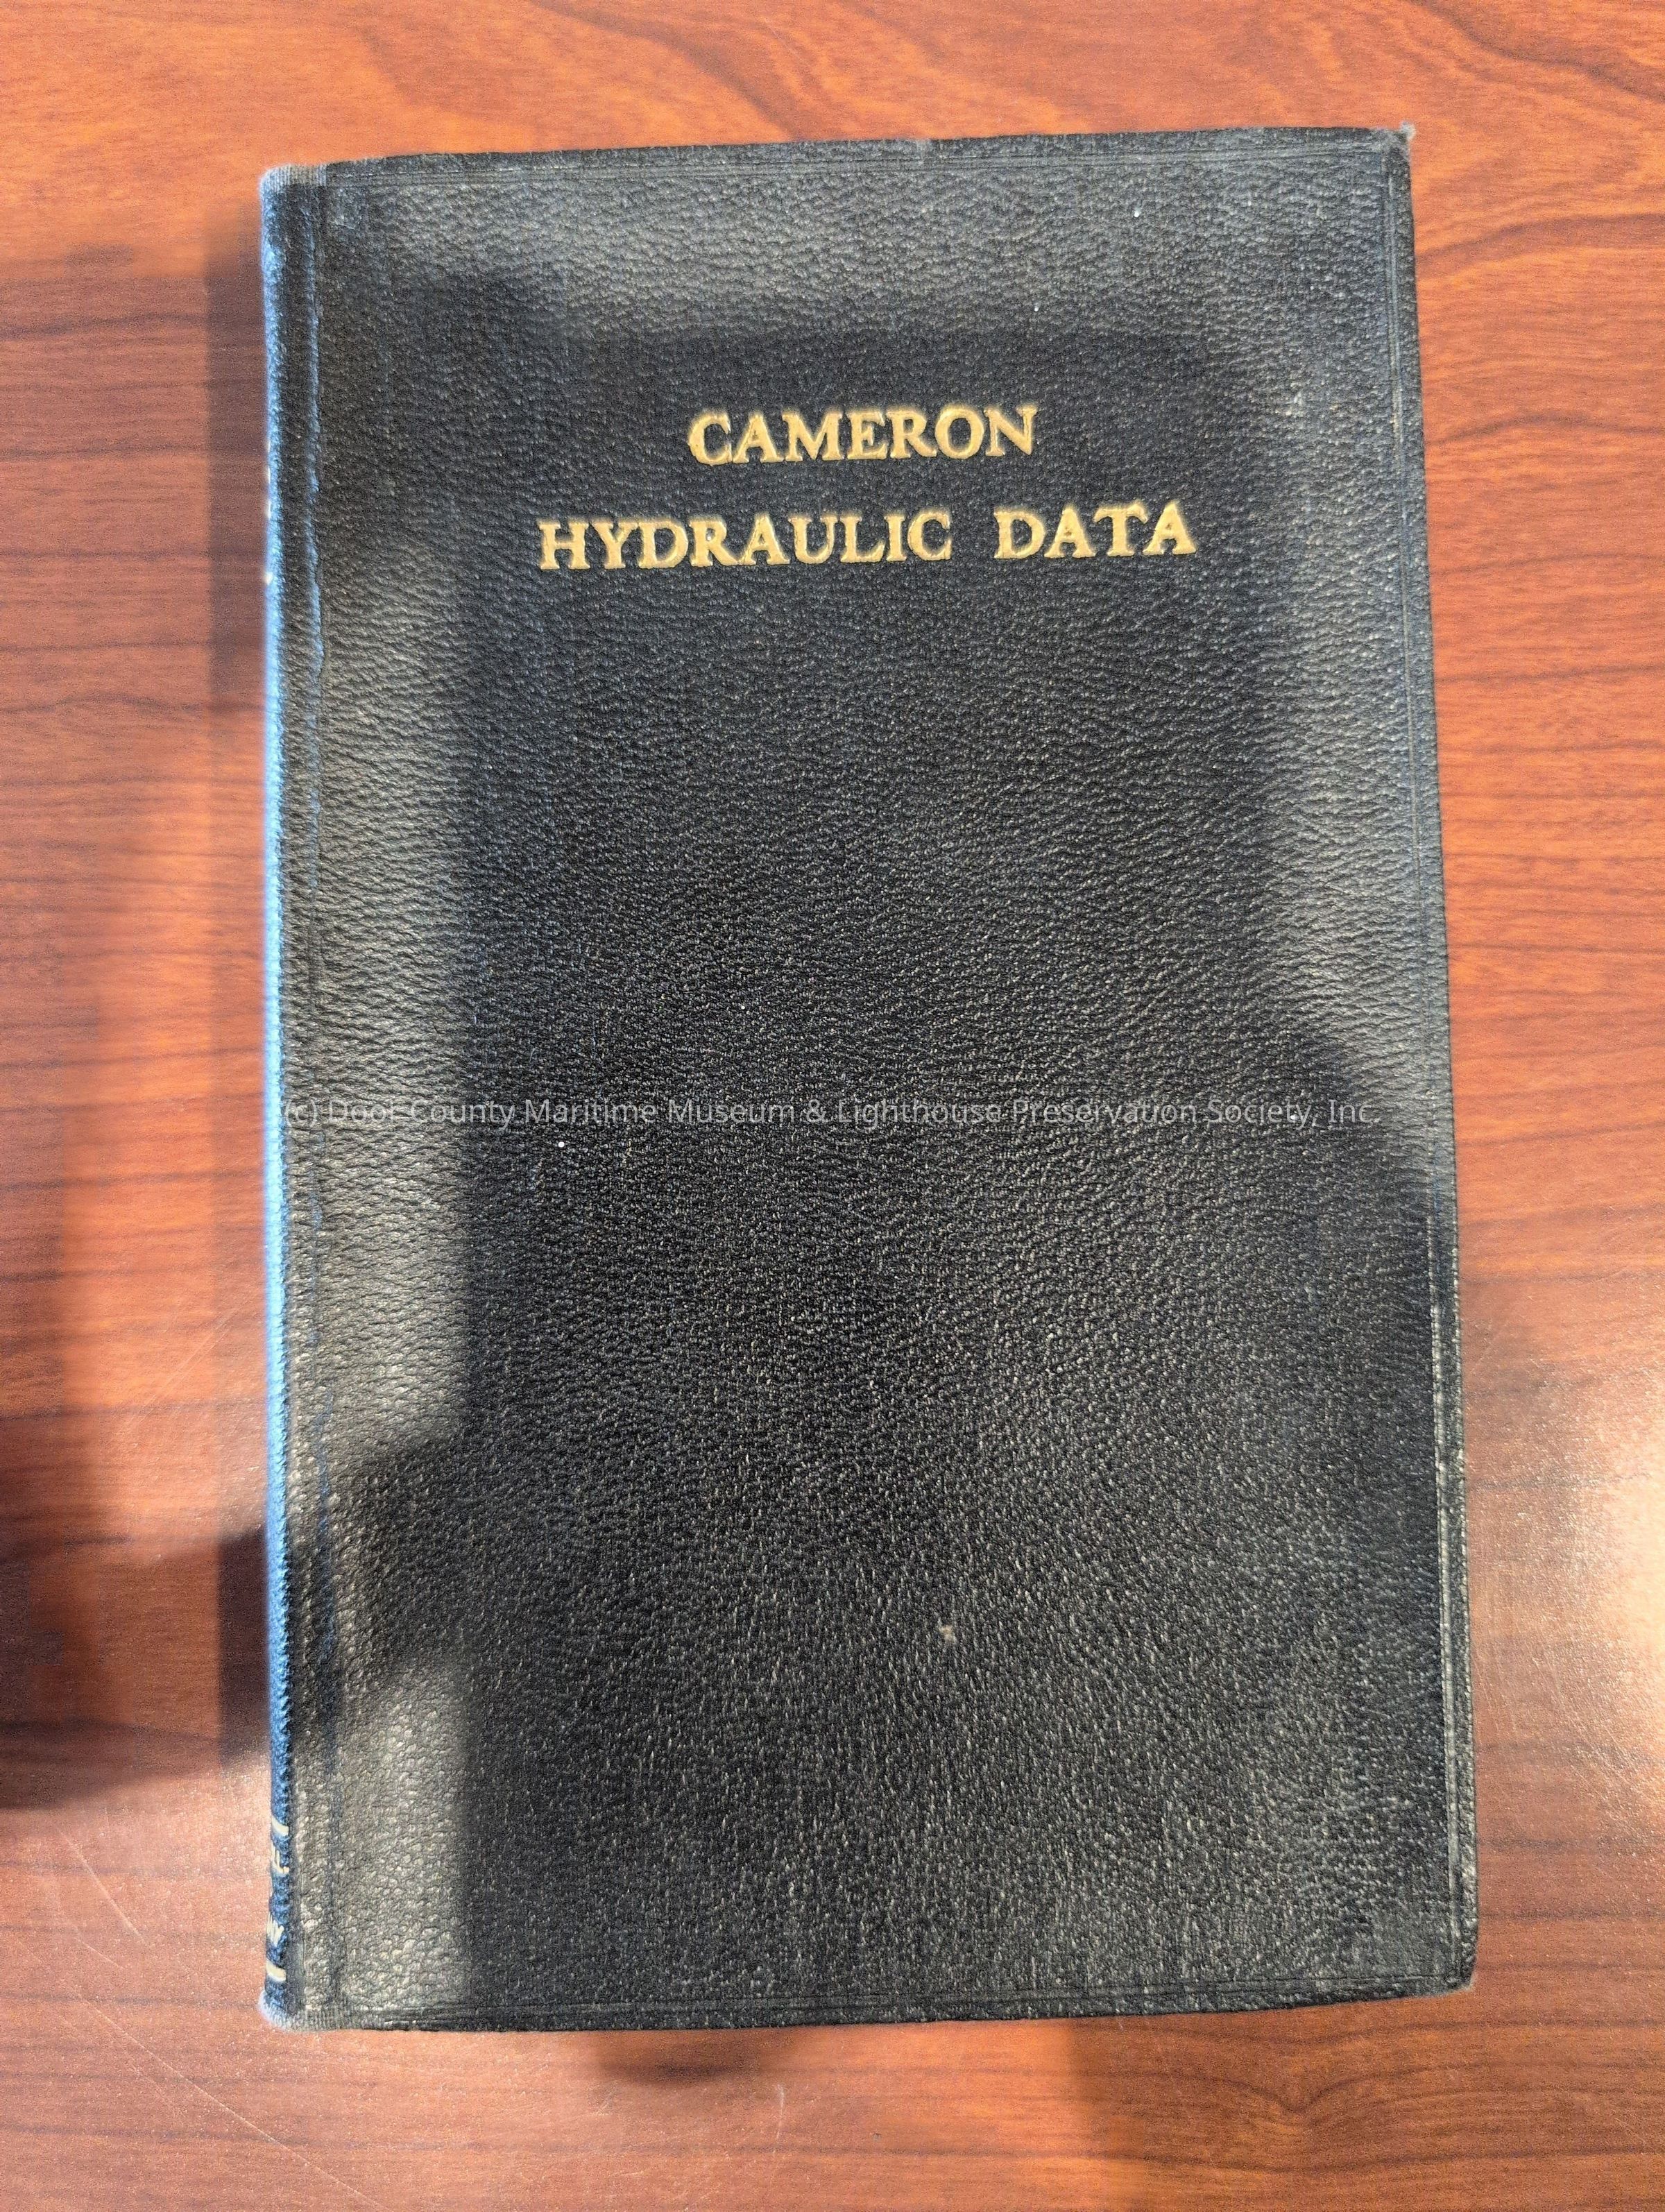 CAMERON
HYDRAULIC DATA
(c) Door County Maritime Museum & Lighthouse Preservation Society, Inc.